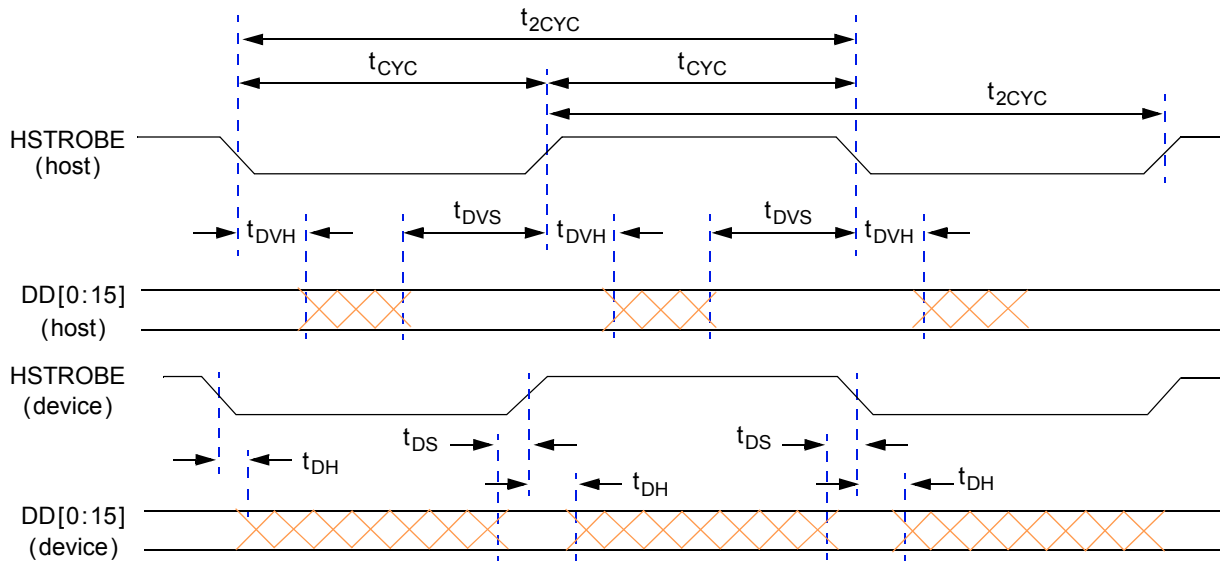 t2CYC
tCYC tCYC
t2CYC
HSTROBE
(host)
tDVH tDVS tDVH tDVS tDVH
DD[0:15]
(host)
HSTROBE
(device)
tDS tDS
tDH tDH tDH
DD[0:15]
(device)